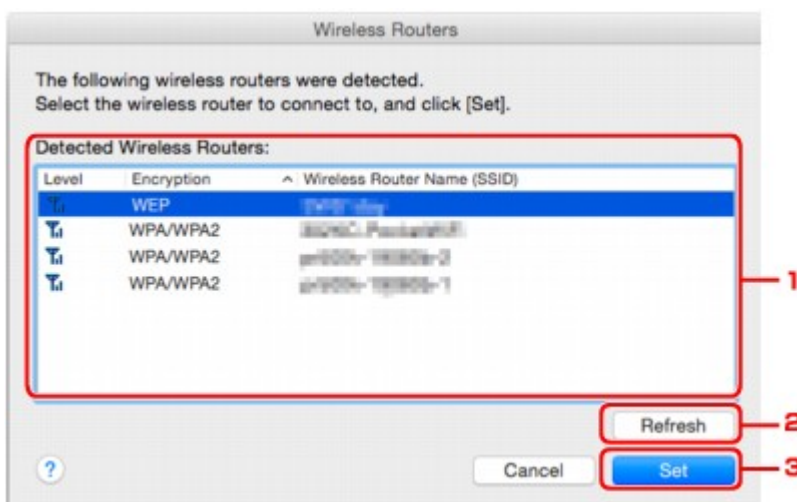 Wireless Routers
The following wireless routers were detected.
Select the wireless router to connect to, and click [Set].
Detected Wireless Routers:
Level Encryption ^ Wireless Router Name (SSID)
WEP
WPA/WPA2
WPA/WPA2
WPA/WPA2
1
Refresh 2
? Cancel Set 3